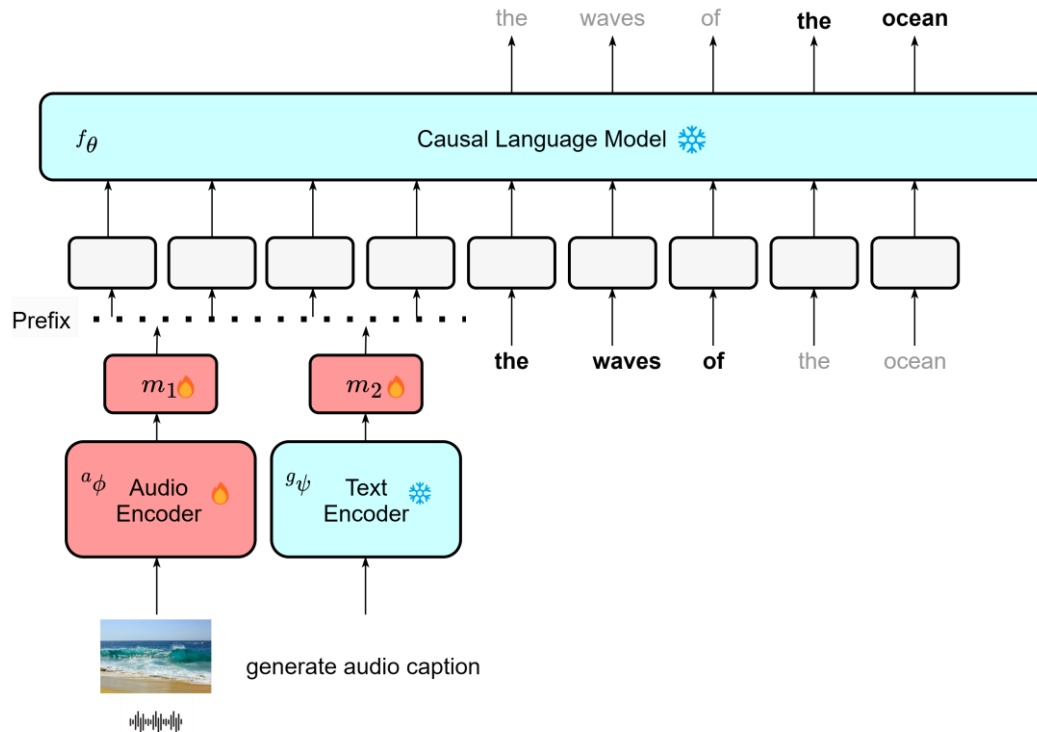 the waves of the ocean
f_θ Causal Language Model
Prefix
the waves of the ocean
m_1 m_2
a_ϕ Audio Encoder
g_ψ Text Encoder
generate audio caption